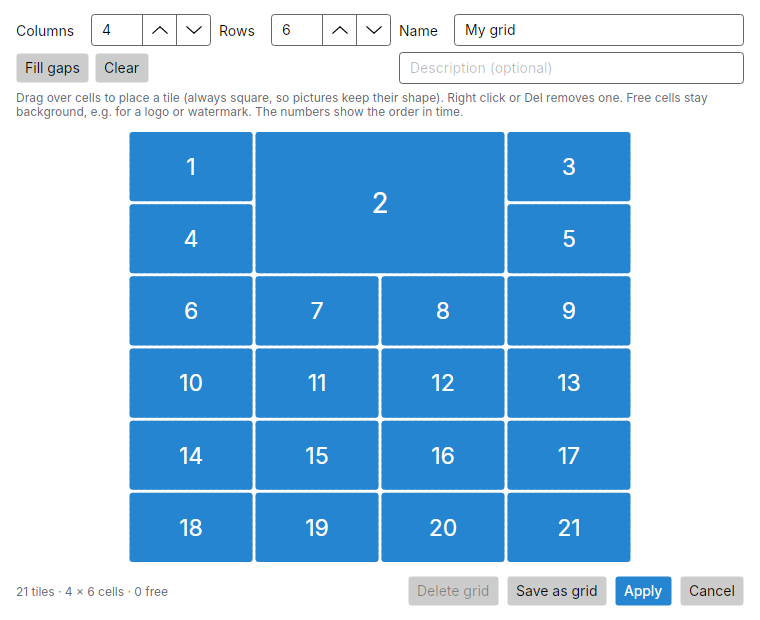 Columns 4 Rows 6 Name My grid
Fill gaps Clear Description (optional)
Drag over cells to place a tile (always square, so pictures keep their shape). Right click or Del removes one. Free cells stay
background, e.g. for a logo or watermark. The numbers show the order in time.
1 2 3
4 5
6 7 8 9
10 11 12 13
14 15 16 17
18 19 20 21
21 tiles · 4 × 6 cells · 0 free Delete grid Save as grid Apply Cancel